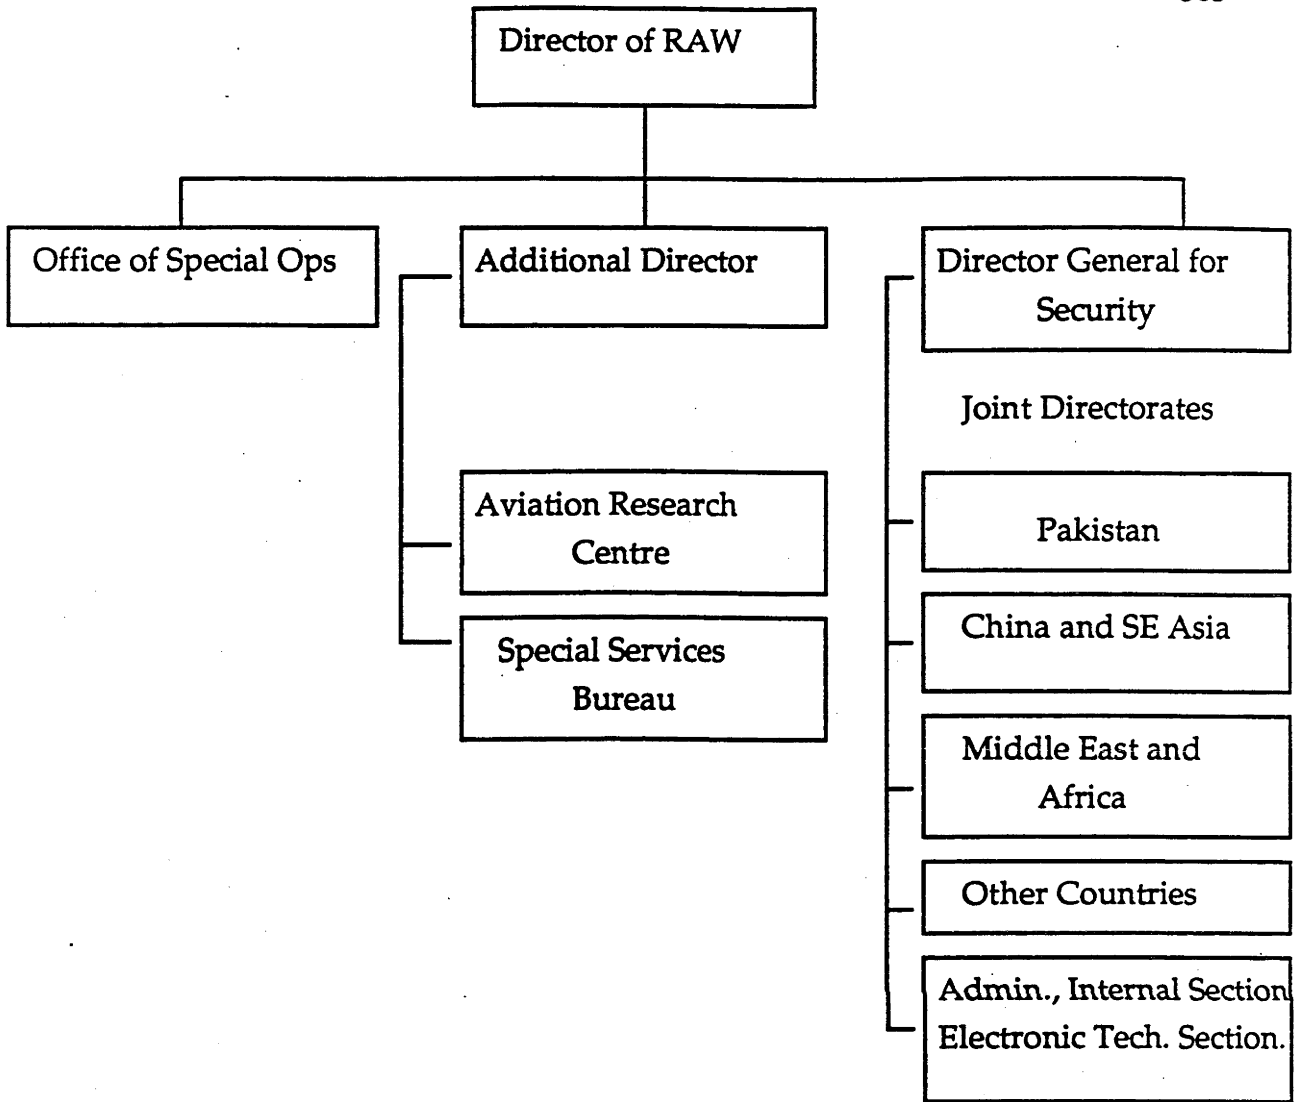 Director of RAW
Office of Special Ops
Additional Director
Director General for
Security
Joint Directorates
Aviation Research
Centre
Special Services
Bureau
Pakistan
China and SE Asia
Middle East and
Africa
Other Countries
Admin., Internal Section
Electronic Tech. Section.